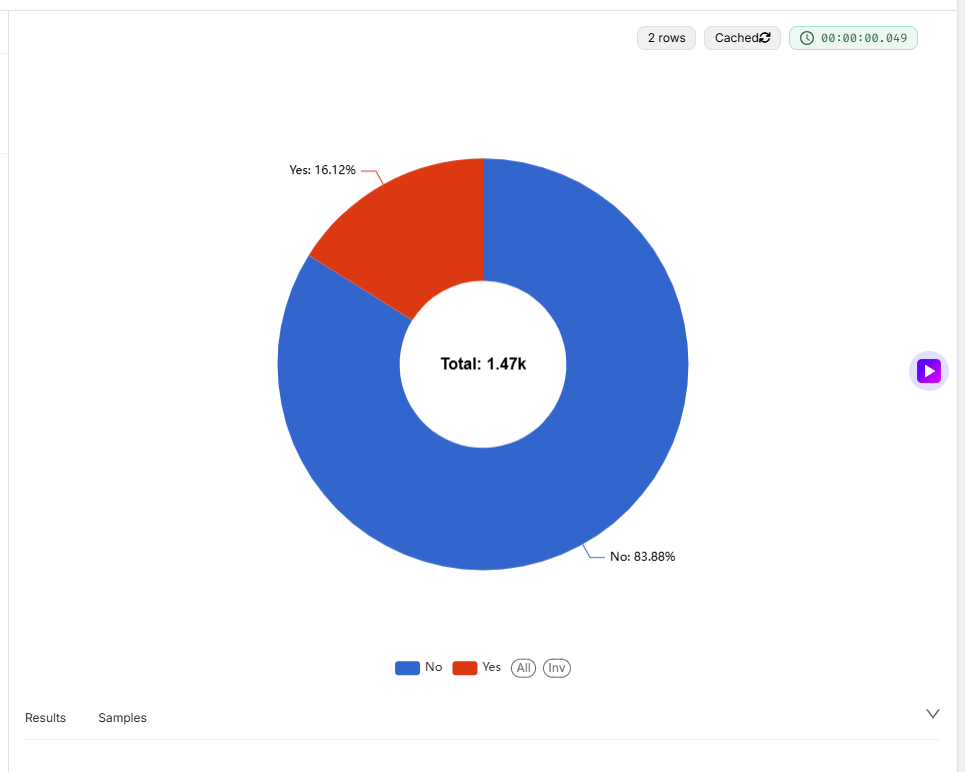 2 rows Cached 00:00:00.049
Yes: 16.12%
Total: 1.47k
No: 83.88%
No Yes All Inv
Results Samples